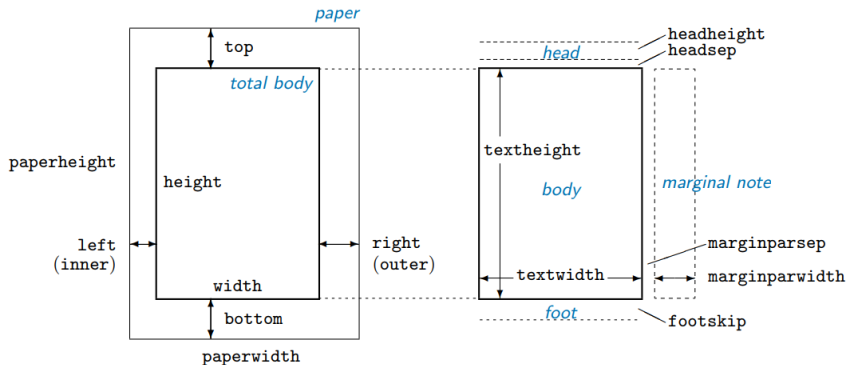 paper
top
total body
paperheight
height
left
(inner)
right
(outer)
width
bottom
paperwidth
headheight
head
headsep
textheight
body
marginal note
marginparsep
textwidth
marginparwidth
foot
footskip